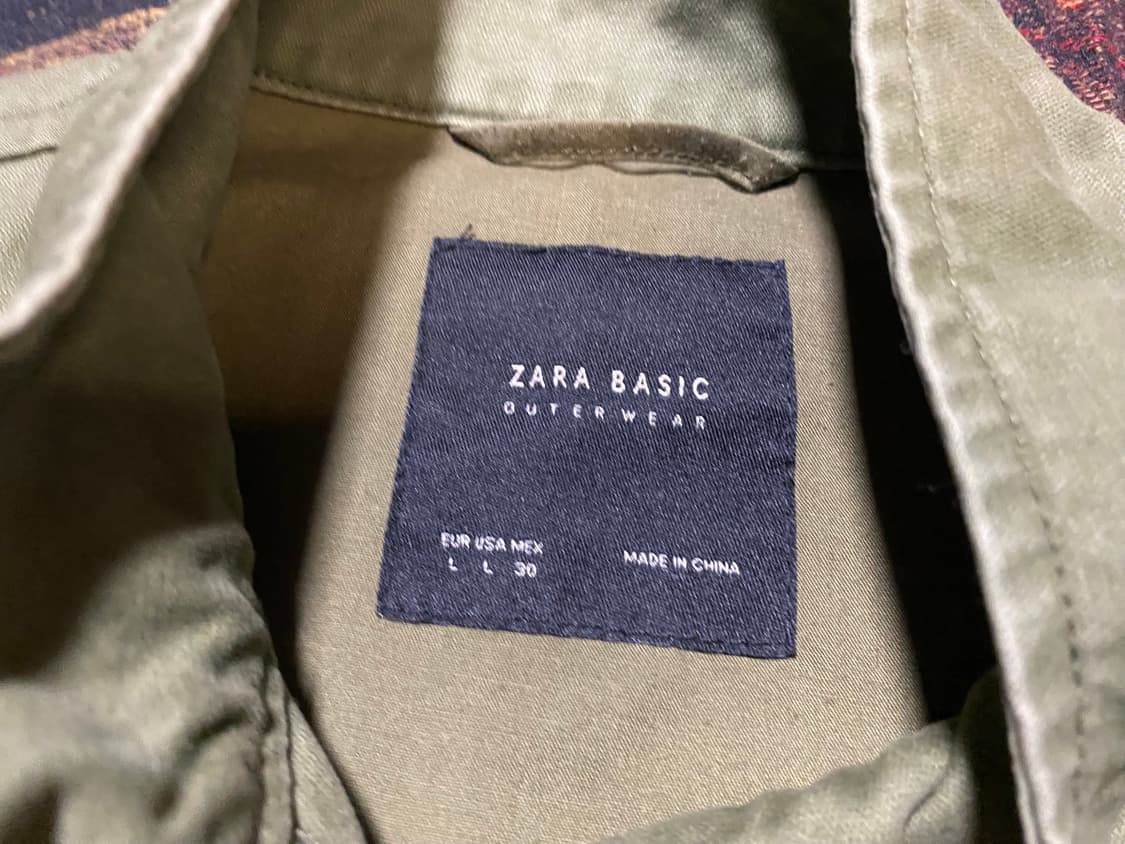 ZARA BASIC
OUTERWEAR
EUR USA MEX
L L 30
MADE IN CHINA